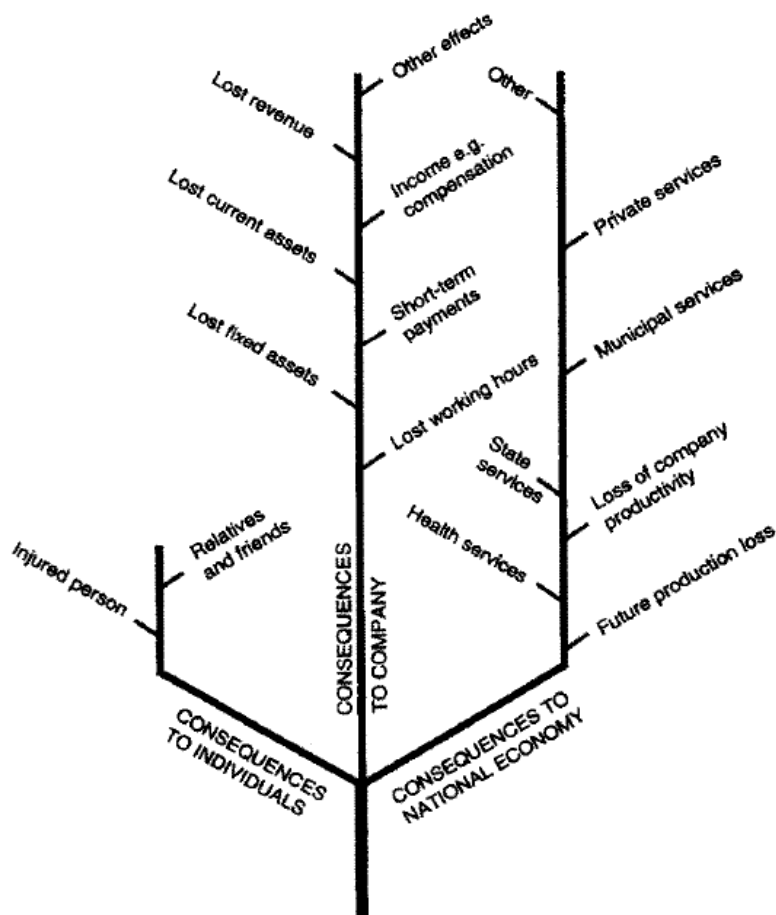 Other effects
Lost revenue
Other
Income e.g.
compensation
Lost current assets
Private services
Short-term
payments
Lost fixed assets
Municipal services
Lost working hours
State
services
Loss of company
productivity
Health services
Relatives
and friends
Injured person
Future production loss
CONSEQUENCES
TO COMPANY
CONSEQUENCES
TO INDIVIDUALS
CONSEQUENCES TO
NATIONAL ECONOMY